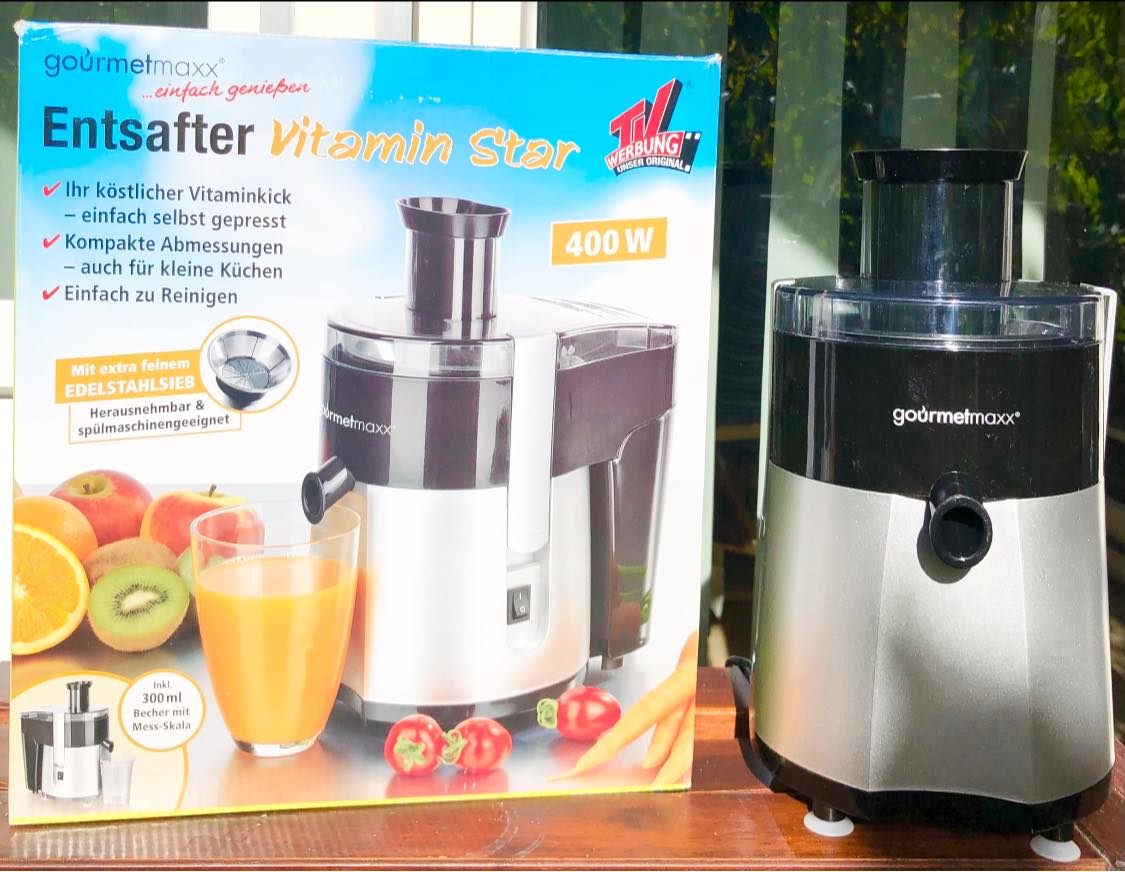 gourmetmaxx®
...einfach genießen
Entsafter Vitamin Star
TV
WERBUNG
UNSER ORIGINAL
®
✓ Ihr köstlicher Vitaminkick
– einfach selbst gepresst
✓ Kompakte Abmessungen
– auch für kleine Küchen
✓ Einfach zu Reinigen
400 W
Mit extra feinem
EDELSTAHLSIEB
Herausnehmbar &
spülmaschinengeeignet
gourmetmaxx®
Inkl.
300 ml
Becher mit
Mess-Skala
gourmetmaxx®